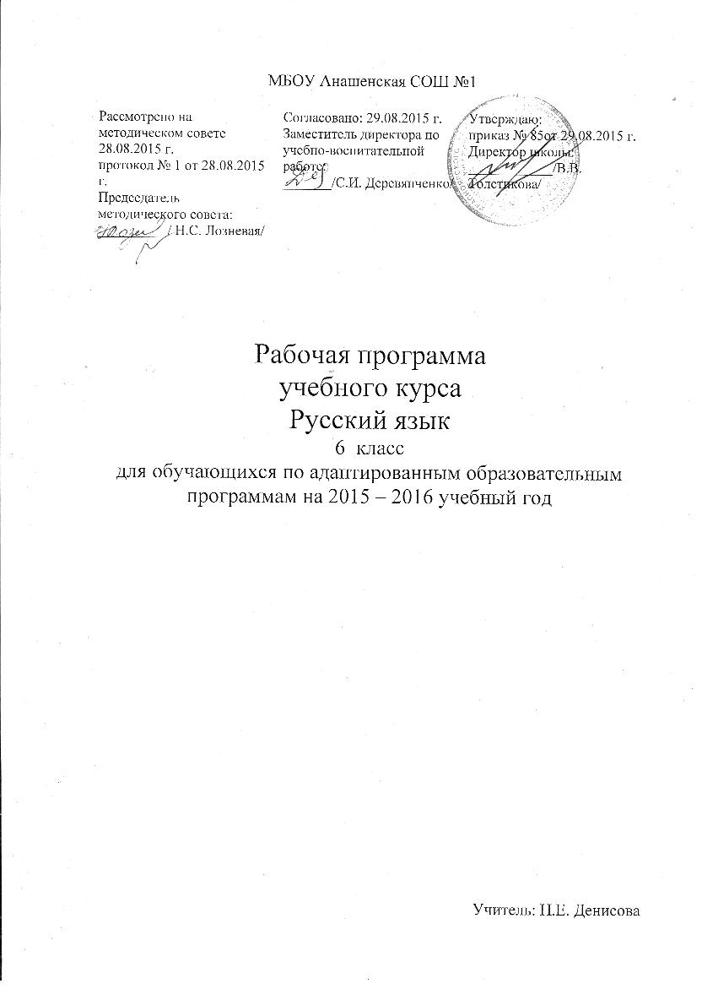 МБОУ Анашенская СОШ №1
Рассмотрено на
методическом совете
28.08.2015 г.
протокол № 1 от 28.08.2015
г.
Председатель
методического совета:
/ Н.С. Лозневая/
Согласовано: 29.08.2015 г.
Заместитель директора по
учебно-воспитательной
работе:
/С.И. Деревянченко/
Утверждаю:
приказ № 85от 29.08.2015 г.
Директор школы:
/В.В.
Толстикова/
Рабочая программа
учебного курса
Русский язык
6 класс
для обучающихся по адаптированным образовательным
программам на 2015 – 2016 учебный год
Учитель: Н.Е. Денисова